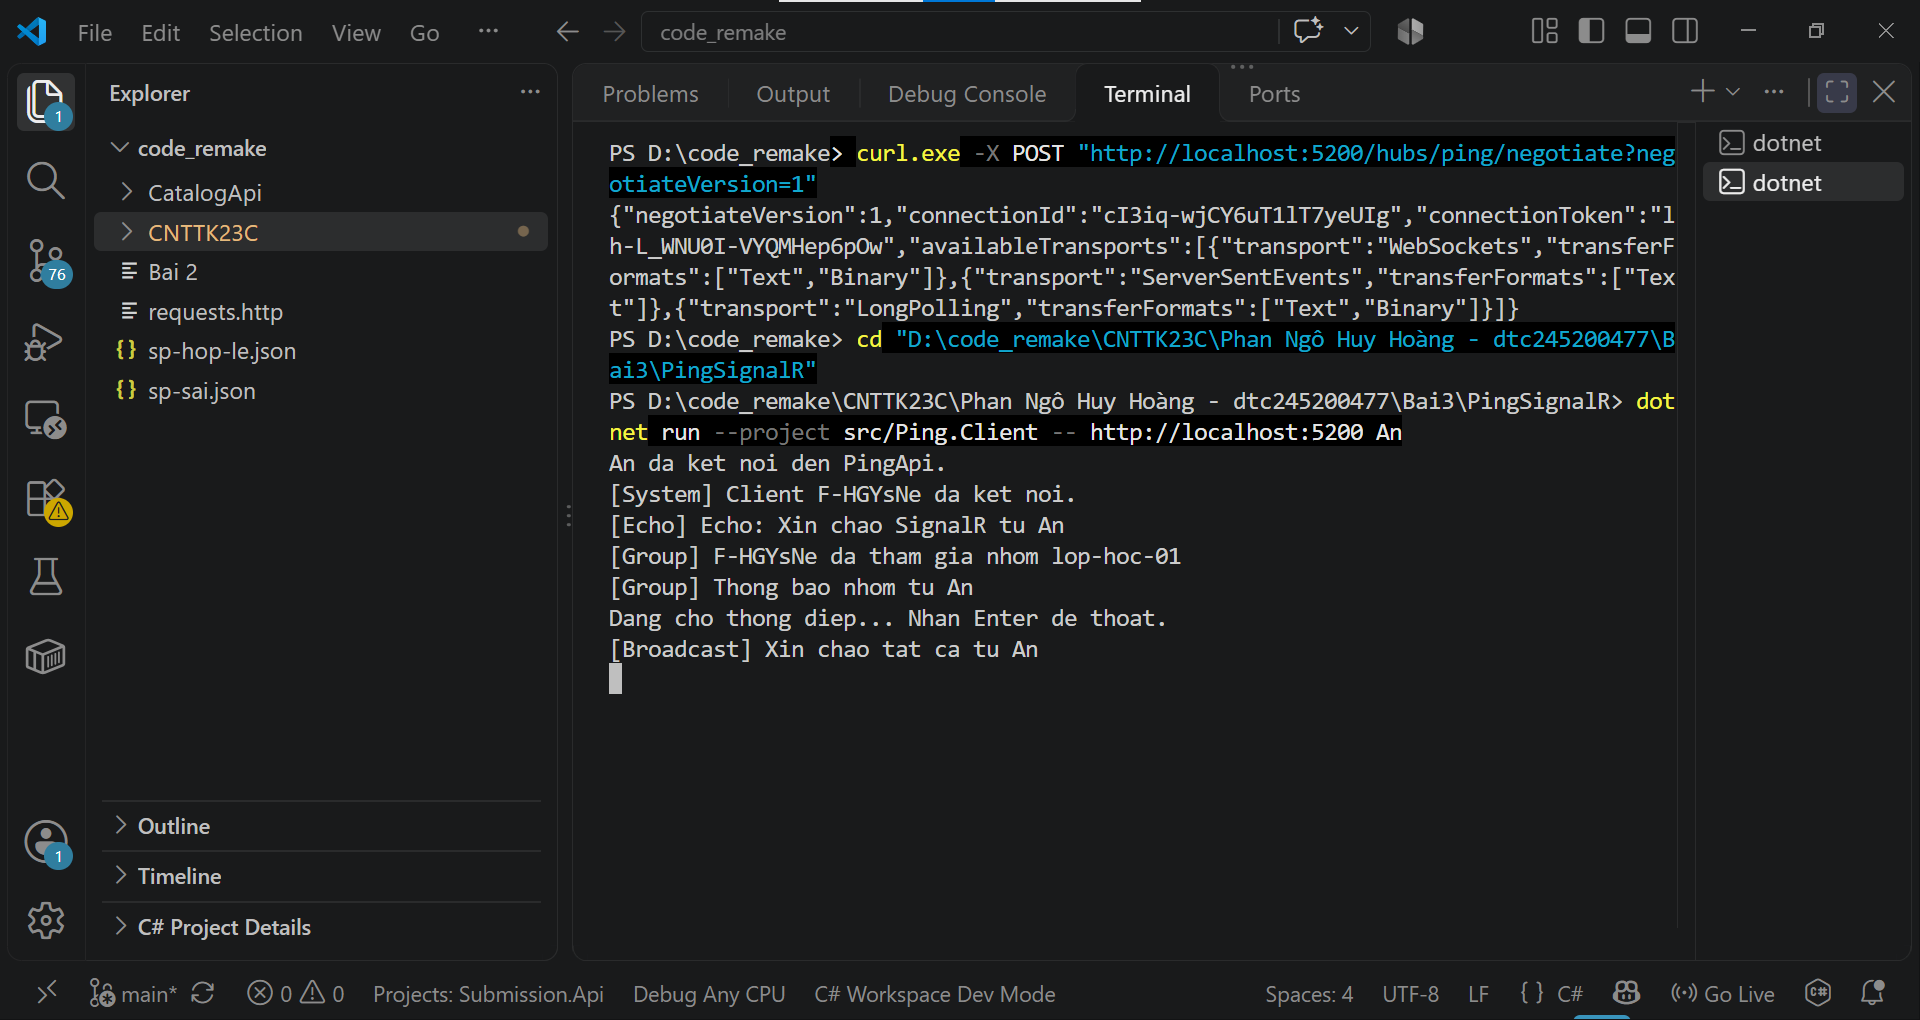 File Edit Selection View Go ··· code_remake
Explorer ···
code_remake
CatalogApi
CNTTK23C
Bai 2
requests.http
sp-hop-le.json
sp-sai.json
Outline
Timeline
C# Project Details
1
76
1
Problems Output Debug Console Terminal Ports
PS D:\code_remake> curl.exe -X POST "http://localhost:5200/hubs/ping/negotiate?neg
otiateVersion=1"
{"negotiateVersion":1,"connectionId":"cI3iq-wjCY6uT1lT7yeUIg","connectionToken":"l
h-L_WNU0I-VYQMHep6pOw","availableTransports":[{"transport":"WebSockets","transferF
ormats":["Text","Binary"]},{"transport":"ServerSentEvents","transferFormats":["Tex
t"]},{"transport":"LongPolling","transferFormats":["Text","Binary"]}]}
PS D:\code_remake> cd "D:\code_remake\CNTTK23C\Phan Ngô Huy Hoàng - dtc245200477\B
ai3\PingSignalR"
PS D:\code_remake\CNTTK23C\Phan Ngô Huy Hoàng - dtc245200477\Bai3\PingSignalR> dot
net run --project src/Ping.Client -- http://localhost:5200 An
An da ket noi den PingApi.
[System] Client F-HGYsNe da ket noi.
[Echo] Echo: Xin chao SignalR tu An
[Group] F-HGYsNe da tham gia nhom lop-hoc-01
[Group] Thong bao nhom tu An
Dang cho thong diep... Nhan Enter de thoat.
[Broadcast] Xin chao tat ca tu An
dotnet
dotnet
main* 0 0 Projects: Submission.Api Debug Any CPU C# Workspace Dev Mode Spaces: 4 UTF-8 LF { } C# Go Live C#